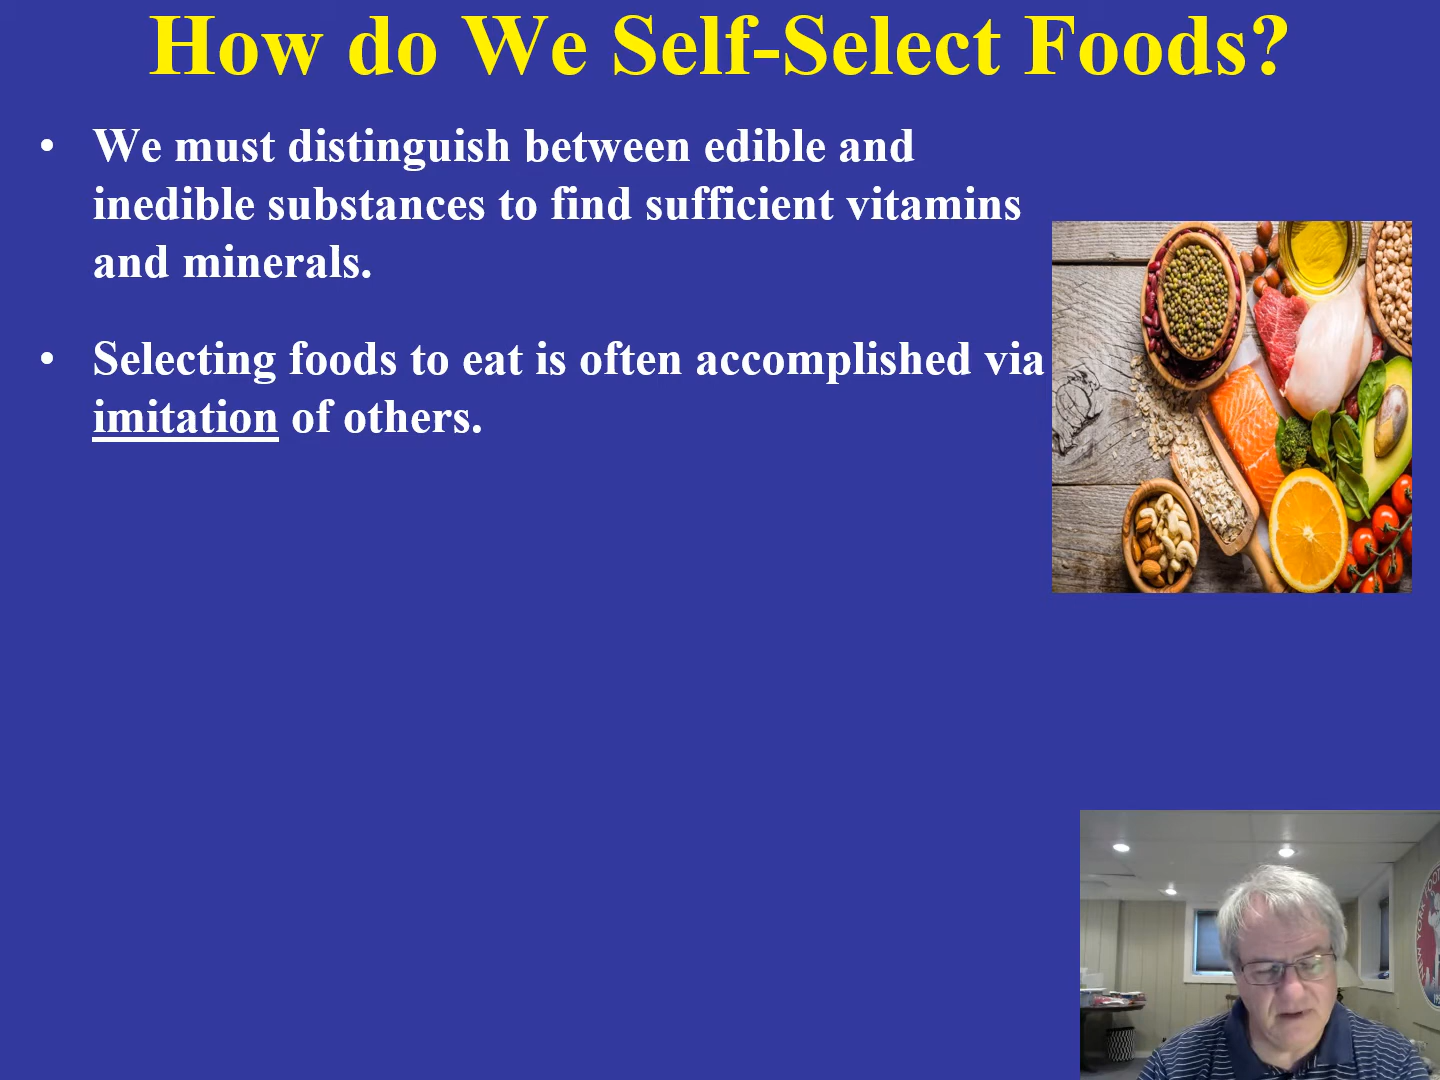 How do We Self-Select Foods?
• We must distinguish between edible and
inedible substances to find sufficient vitamins
and minerals.
• Selecting foods to eat is often accomplished via
imitation of others.